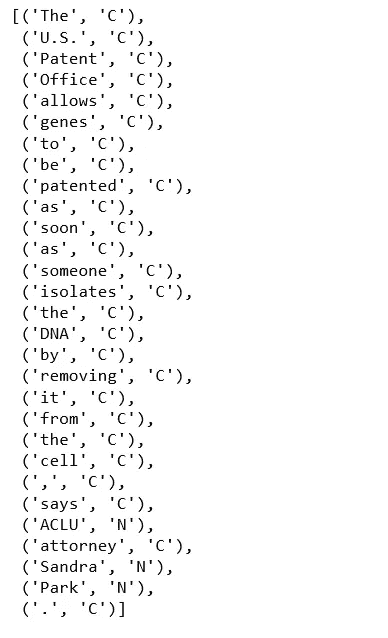 [('The', 'C'),
('U.S.', 'C'),
('Patent', 'C'),
('Office', 'C'),
('allows', 'C'),
('genes', 'C'),
('to', 'C'),
('be', 'C'),
('patented', 'C'),
('as', 'C'),
('soon', 'C'),
('as', 'C'),
('someone', 'C'),
('isolates', 'C'),
('the', 'C'),
('DNA', 'C'),
('by', 'C'),
('removing', 'C'),
('it', 'C'),
('from', 'C'),
('the', 'C'),
('cell', 'C'),
(',', 'C'),
('says', 'C'),
('ACLU', 'N'),
('attorney', 'C'),
('Sandra', 'N'),
('Park', 'N'),
('.', 'C')]